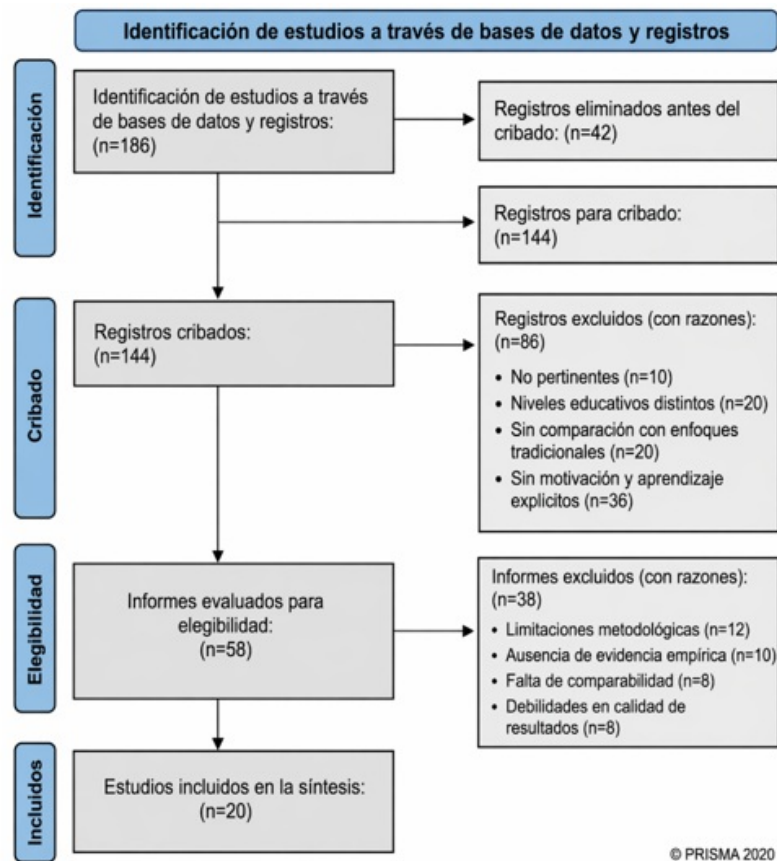 Identificación de estudios a través de bases de datos y registros
Identificación
Identificación de estudios a través
de bases de datos y registros:
(n=186)
Registros eliminados antes del
cribado: (n=42)
Registros para cribado:
(n=144)
Cribado
Registros cribados:
(n=144)
Registros excluidos (con razones):
(n=86)
• No pertinentes (n=10)
• Niveles educativos distintos (n=20)
• Sin comparación con enfoques
tradicionales (n=20)
• Sin motivación y aprendizaje
explicitos (n=36)
Elegibilidad
Informes evaluados para
elegibilidad:
(n=58)
Informes excluidos (con razones):
(n=38)
• Limitaciones metodológicas (n=12)
• Ausencia de evidencia empírica (n=10)
• Falta de comparabilidad (n=8)
• Debilidades en calidad de
resultados (n=8)
Incluidos
Estudios incluidos en la síntesis:
(n=20)
© PRISMA 2020